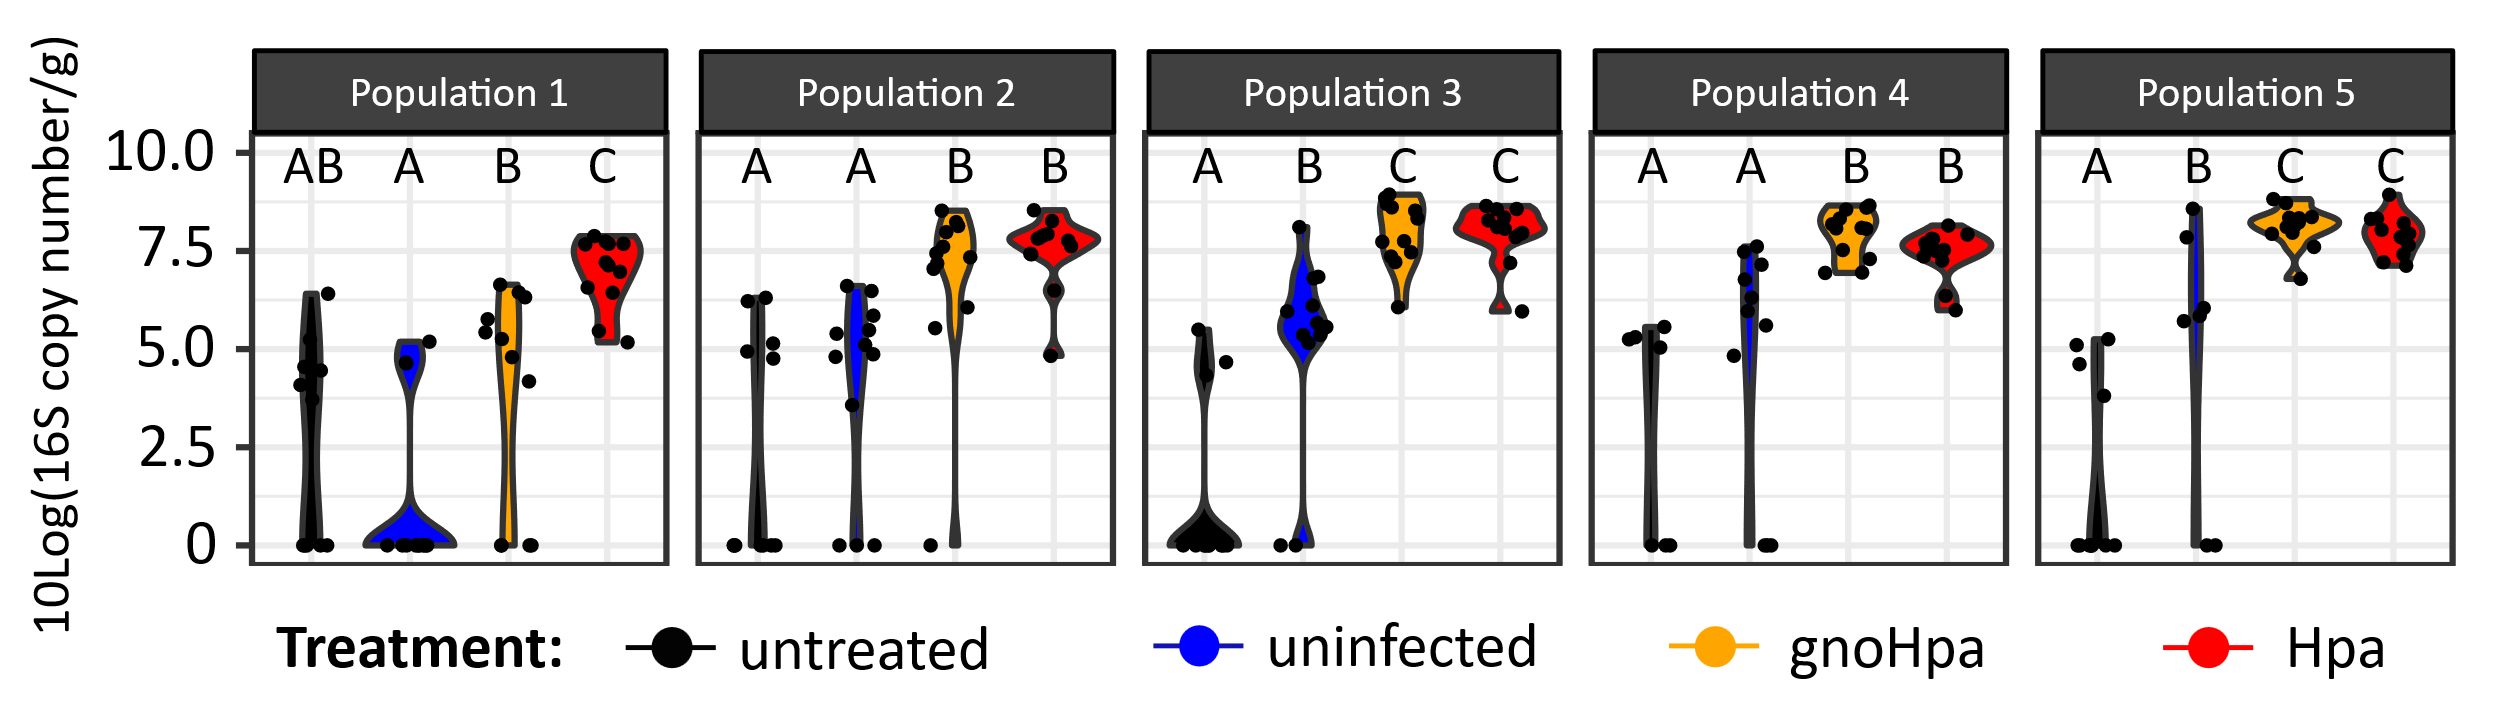 Population 1 Population 2 Population 3 Population 4 Population 5
10Log(16S copy number/g)
10.0
7.5
5.0
2.5
0
AB A B C A A B B A B C C A A B B A B C C
Treatment: untreated uninfected gnoHpa Hpa